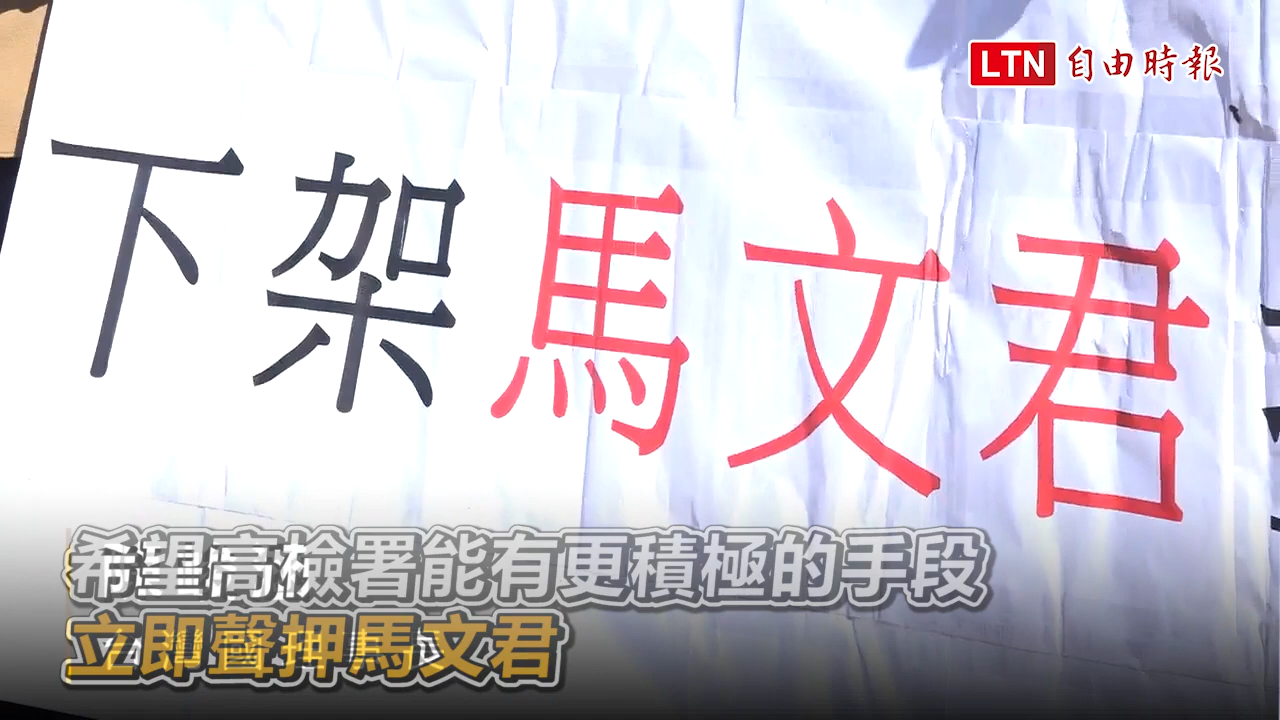 LTN 自由時報
下架馬文君
希望高檢署能有更積極的手段
立即聲押馬文君